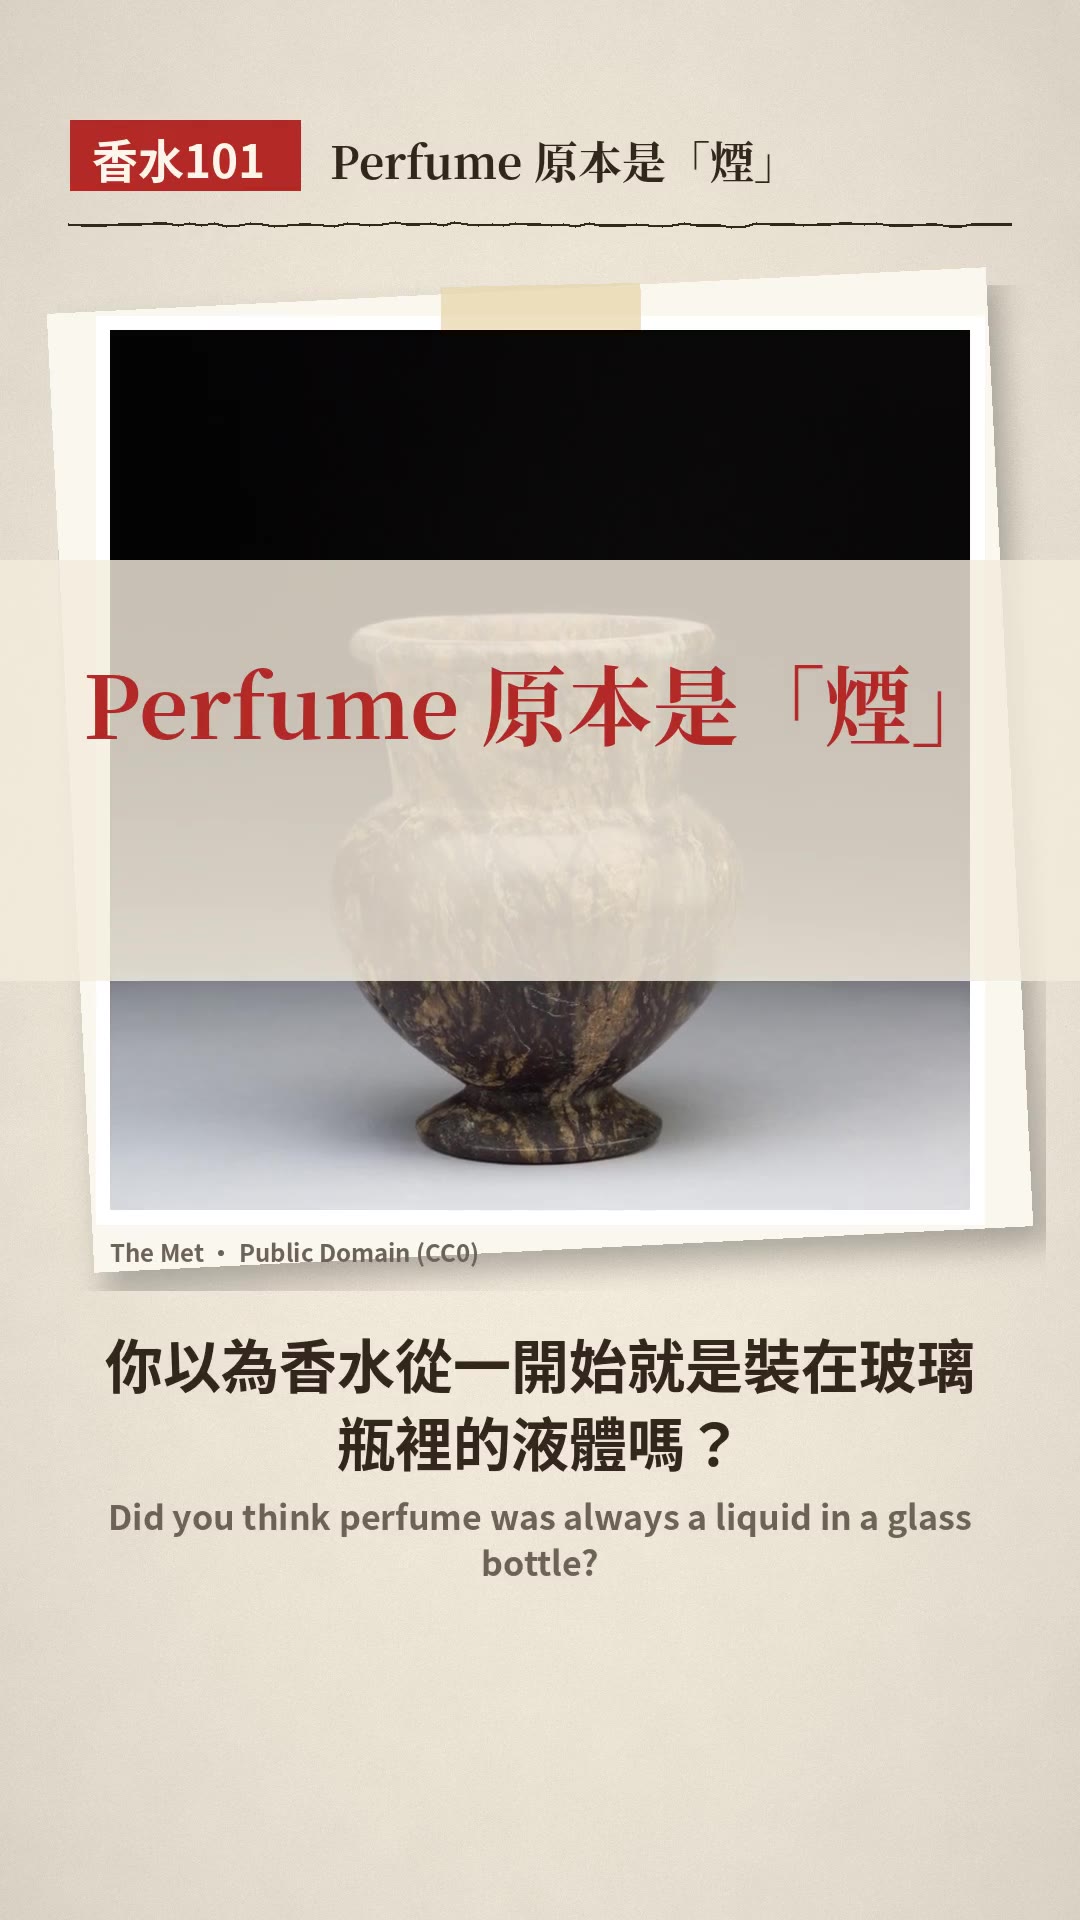 香水101
Perfume 原本是「煙」
Perfume 原本是「煙」
The Met • Public Domain (CC0)
你以為香水從一開始就是裝在玻璃
瓶裡的液體嗎？
Did you think perfume was always a liquid in a glass
bottle?